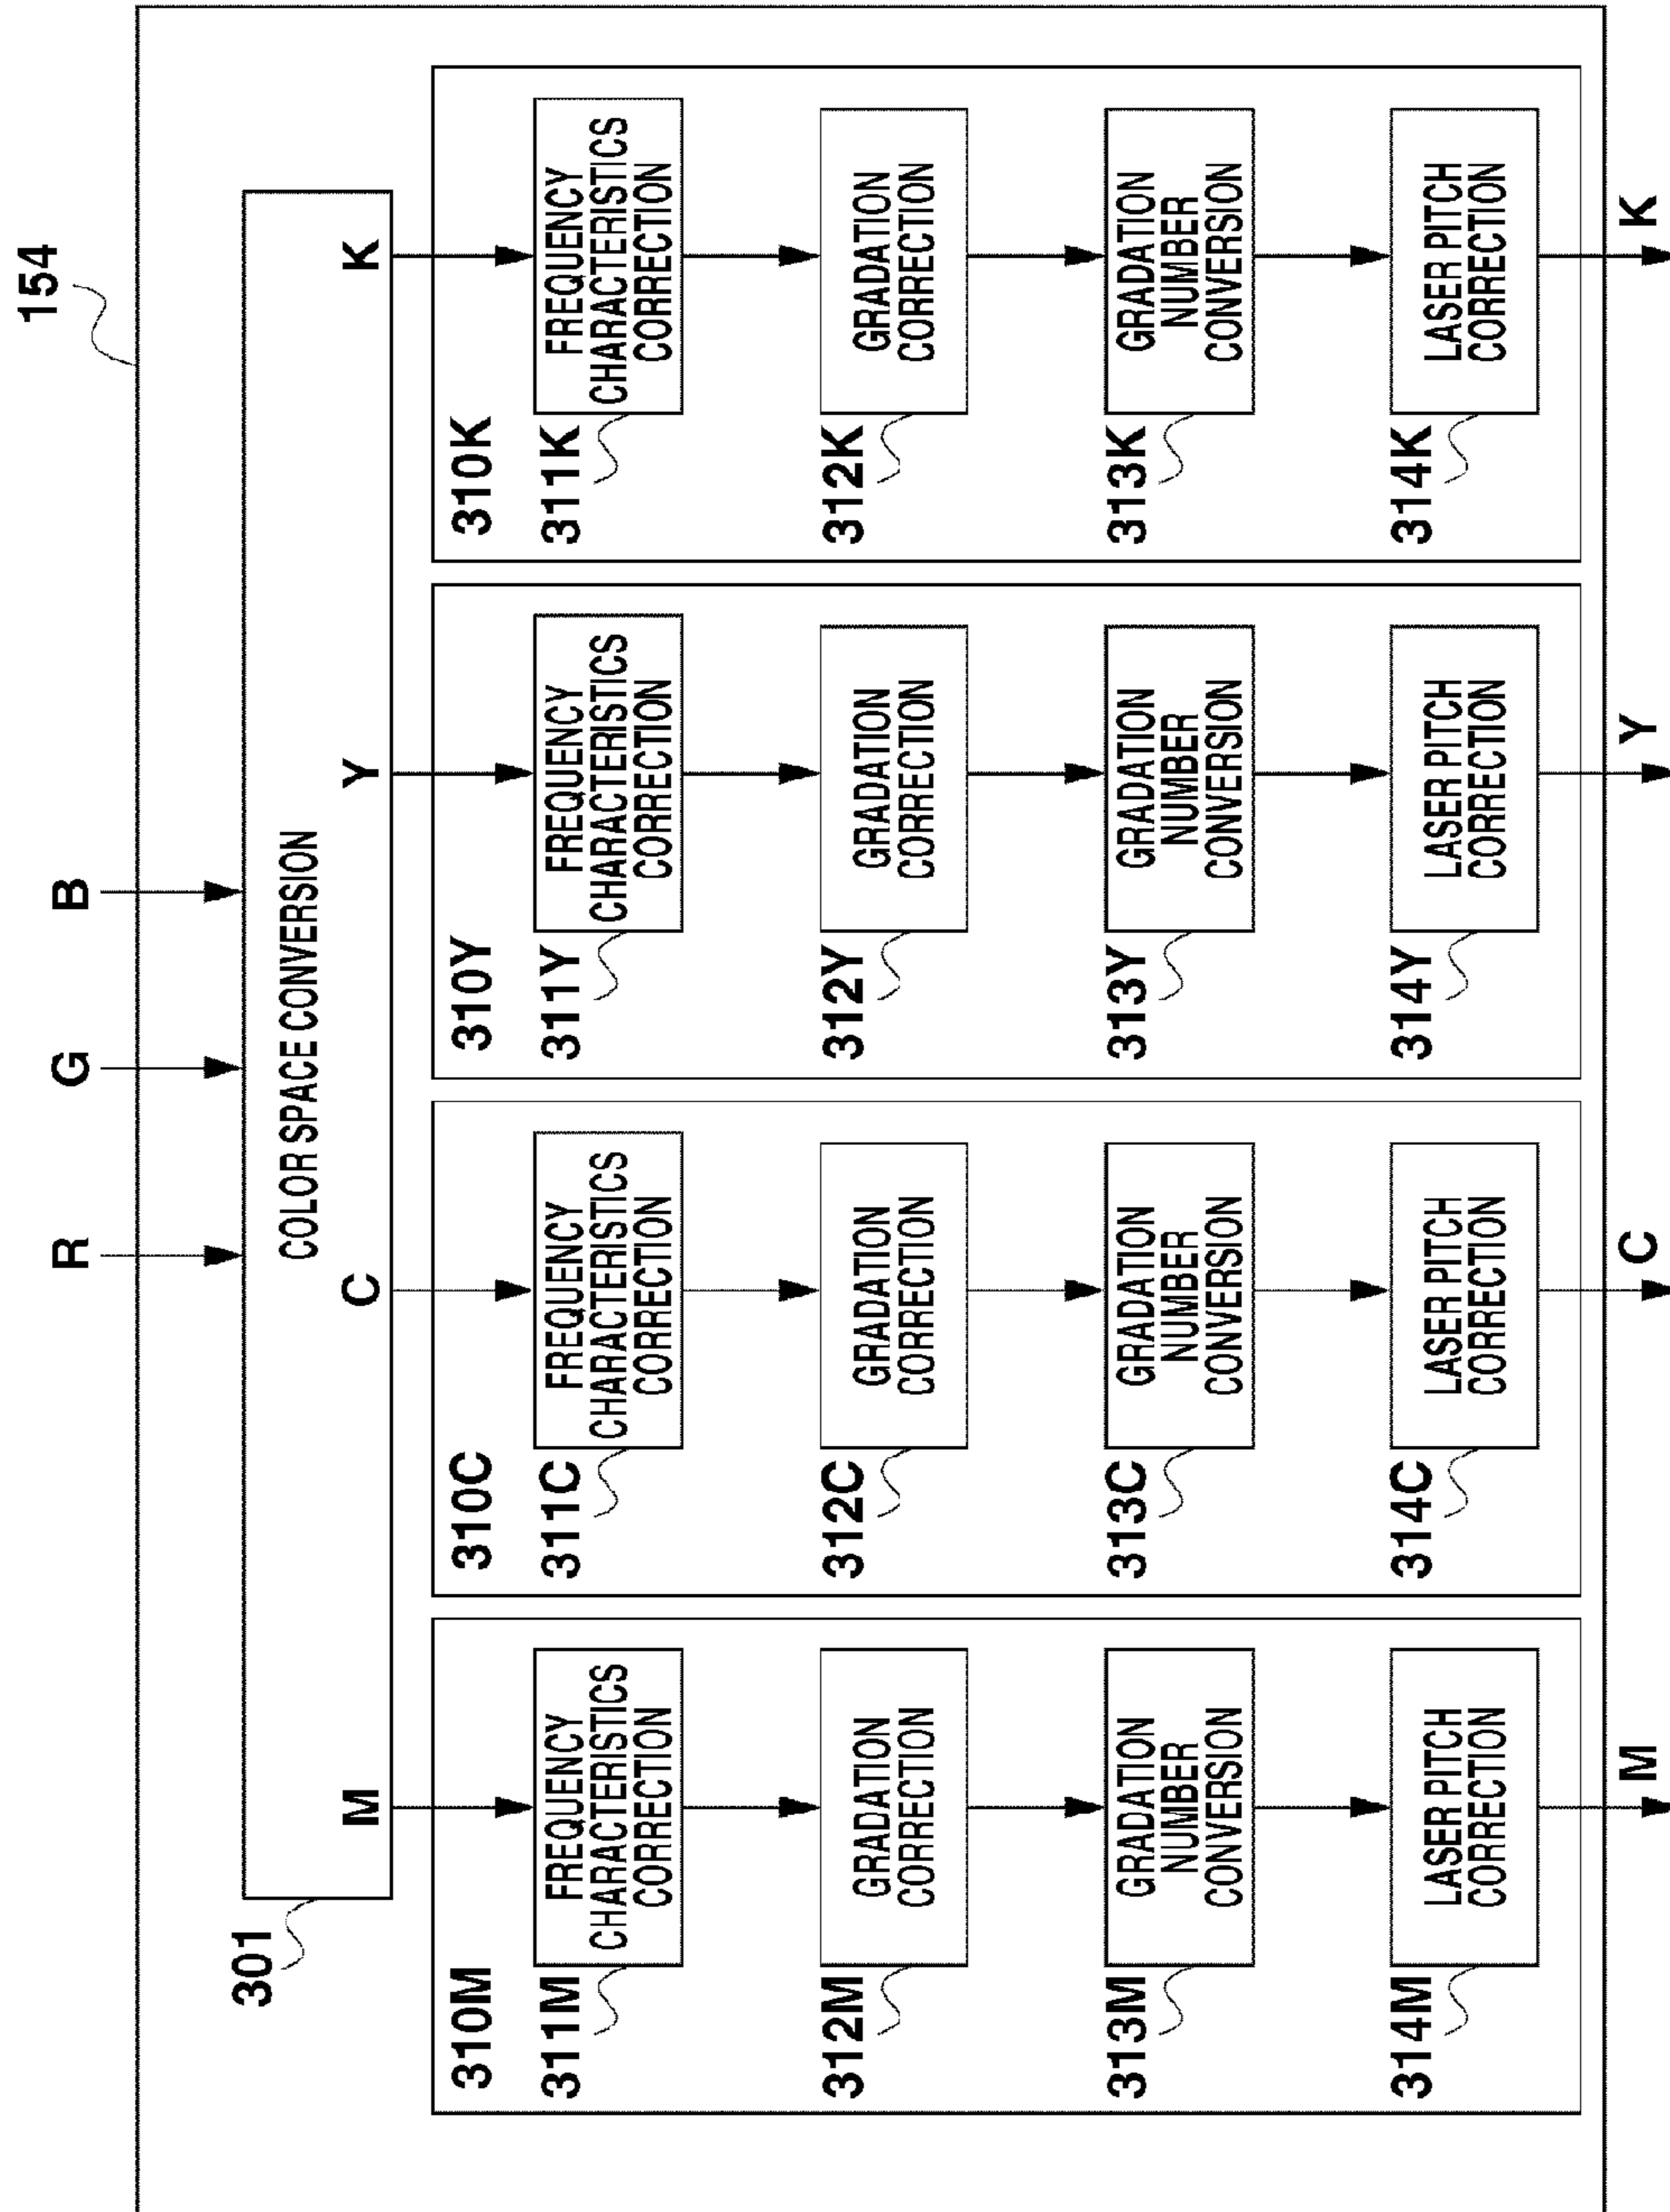 154
R
G
B
301
COLOR SPACE CONVERSION
M
C
Y
K
310M
311M
FREQUENCY
CHARACTERISTICS
CORRECTION
312M
GRADATION
CORRECTION
313M
GRADATION
NUMBER
CONVERSION
314M
LASER PITCH
CORRECTION
M
310C
311C
FREQUENCY
CHARACTERISTICS
CORRECTION
312C
GRADATION
CORRECTION
313C
GRADATION
NUMBER
CONVERSION
314C
LASER PITCH
CORRECTION
C
310Y
311Y
FREQUENCY
CHARACTERISTICS
CORRECTION
312Y
GRADATION
CORRECTION
313Y
GRADATION
NUMBER
CONVERSION
314Y
LASER PITCH
CORRECTION
Y
310K
311K
FREQUENCY
CHARACTERISTICS
CORRECTION
312K
GRADATION
CORRECTION
313K
GRADATION
NUMBER
CONVERSION
314K
LASER PITCH
CORRECTION
K